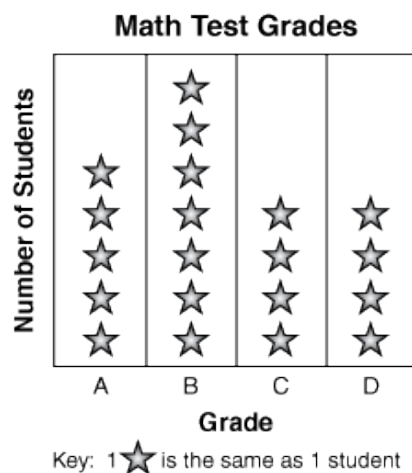 Math Test Grades
Number of Students
A B C D
Grade
Key: 1 is the same as 1 student